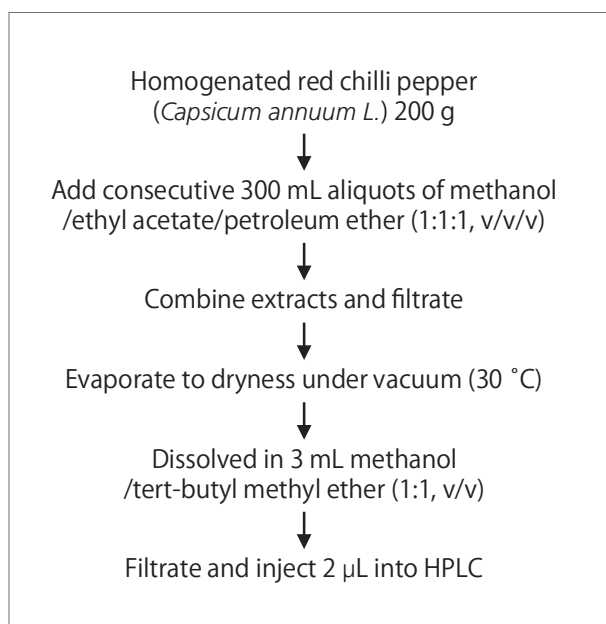 Homogenated red chilli pepper
(Capsicum annuum L.) 200 g
Add consecutive 300 mL aliquots of methanol
/ethyl acetate/petroleum ether (1:1:1, v/v/v)
Combine extracts and filtrate
Evaporate to dryness under vacuum (30 ˚C)
Dissolved in 3 mL methanol
/tert-butyl methyl ether (1:1, v/v)
Filtrate and inject 2 µL into HPLC